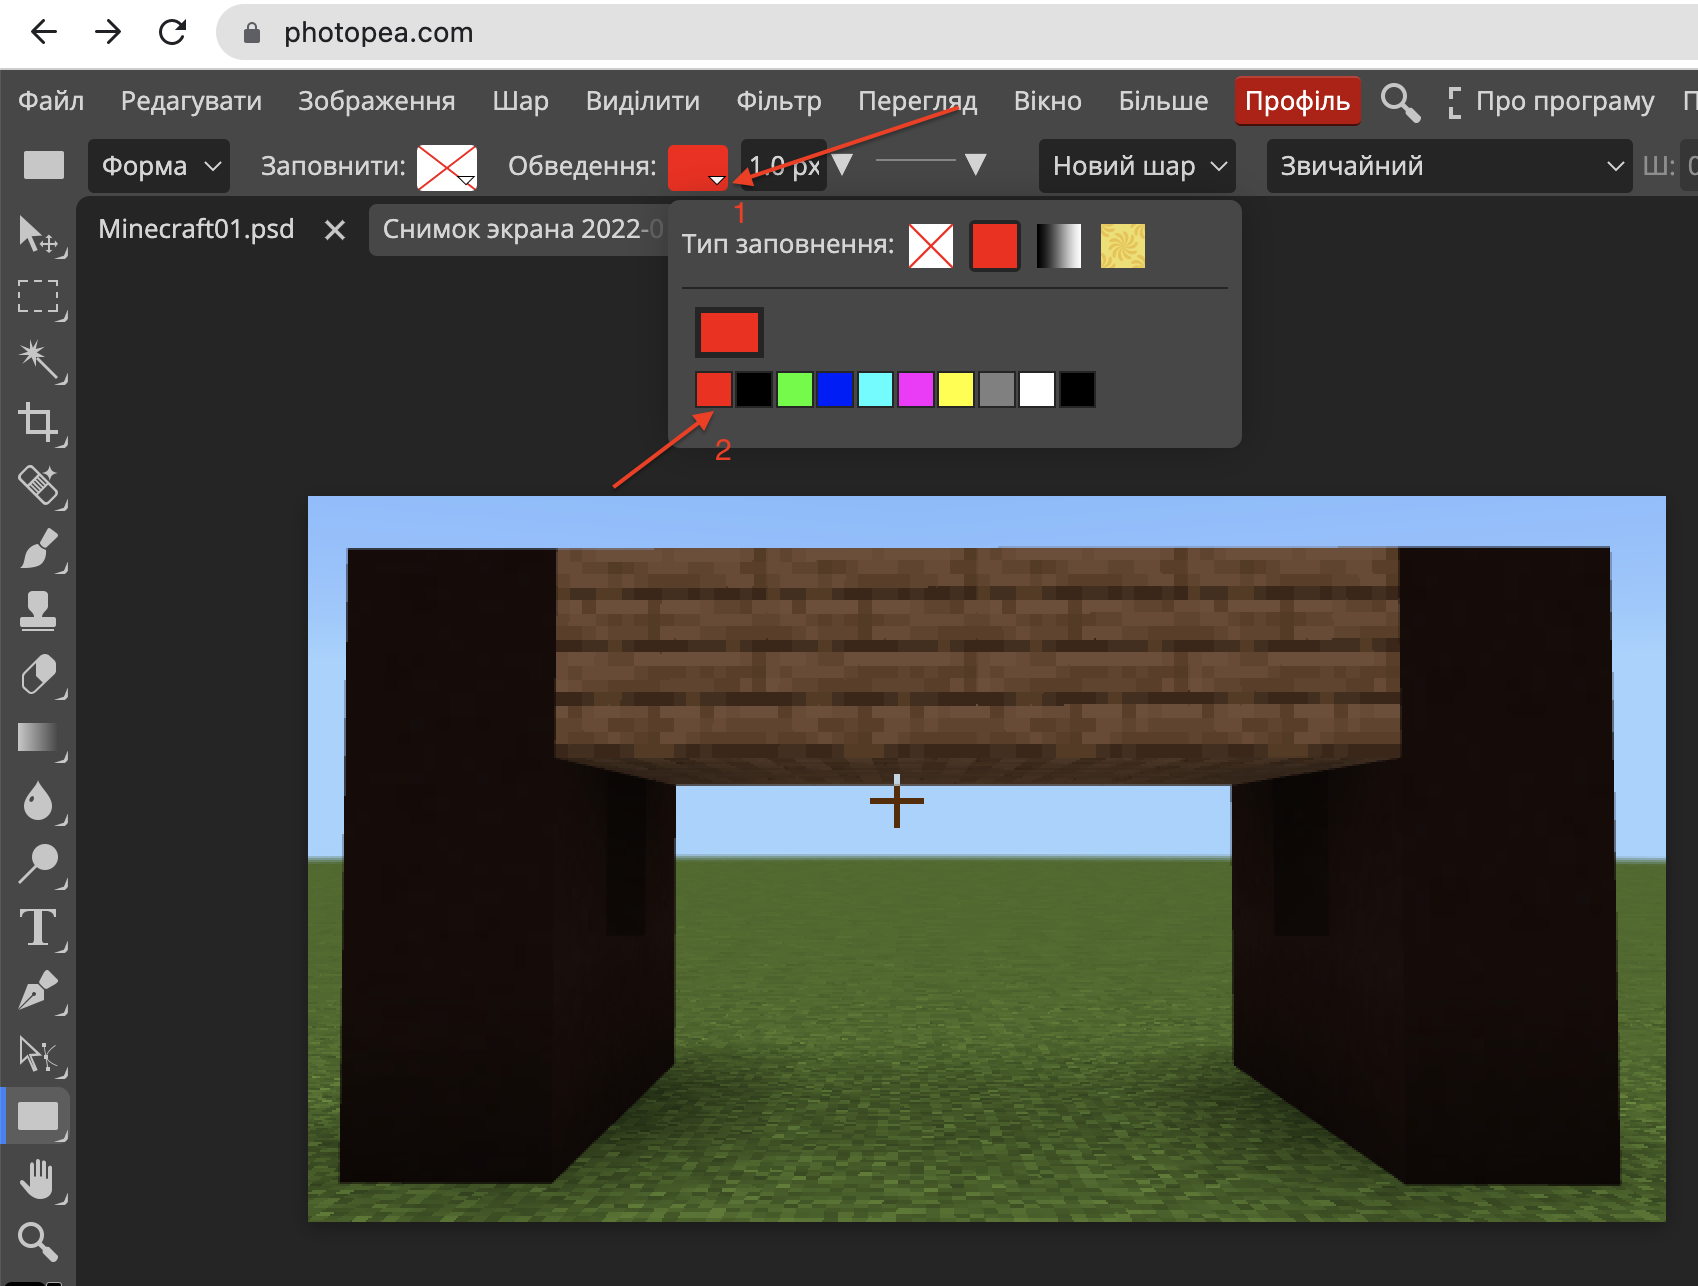 photopea.com
Файл Редагувати Зображення Шар Виділити Фільтр Перегляд Вікно Більше Профіль Про програму П
Форма Заповнити: Обведення: 1.0 px Новий шар Звичайний Ш: 0
1
Minecraft01.psd Снимок экрана 2022-0
Тип заповнення:
2